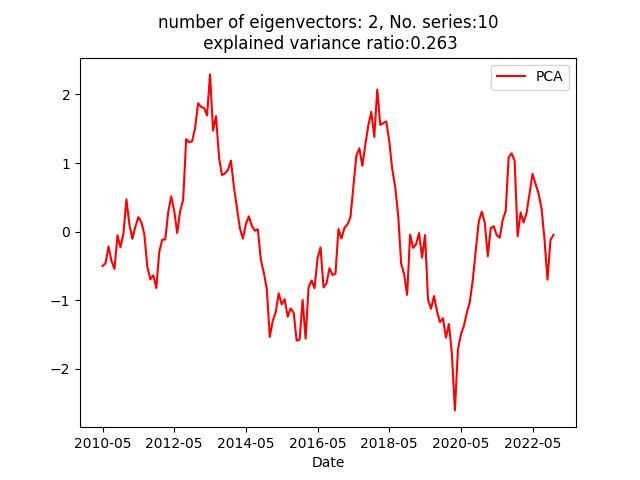 number of eigenvectors: 2, No. series:10
explained variance ratio:0.263
PCA
2
1
0
−1
−2
2010-05 2012-05 2014-05 2016-05 2018-05 2020-05 2022-05
Date